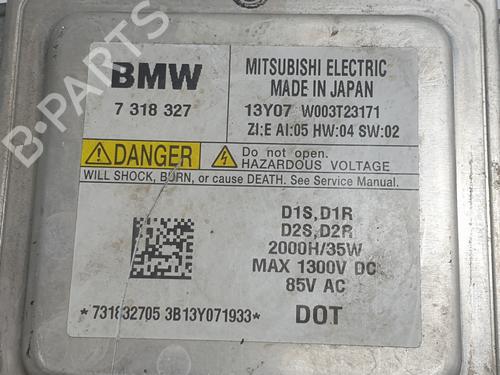 BMW
7 318 327
MITSUBISHI ELECTRIC
MADE IN JAPAN
13Y07 W003T23171
ZI:E AI:05 HW:04 SW:02
DANGER
Do not open.
HAZARDOUS VOLTAGE
WILL SHOCK, BURN, or cause DEATH. See Service Manual.
D1S,D1R
D2S,D2R
2000H/35W
MAX 1300V DC
85V AC
*731832705 3B13Y071933*
DOT
B-PARTS